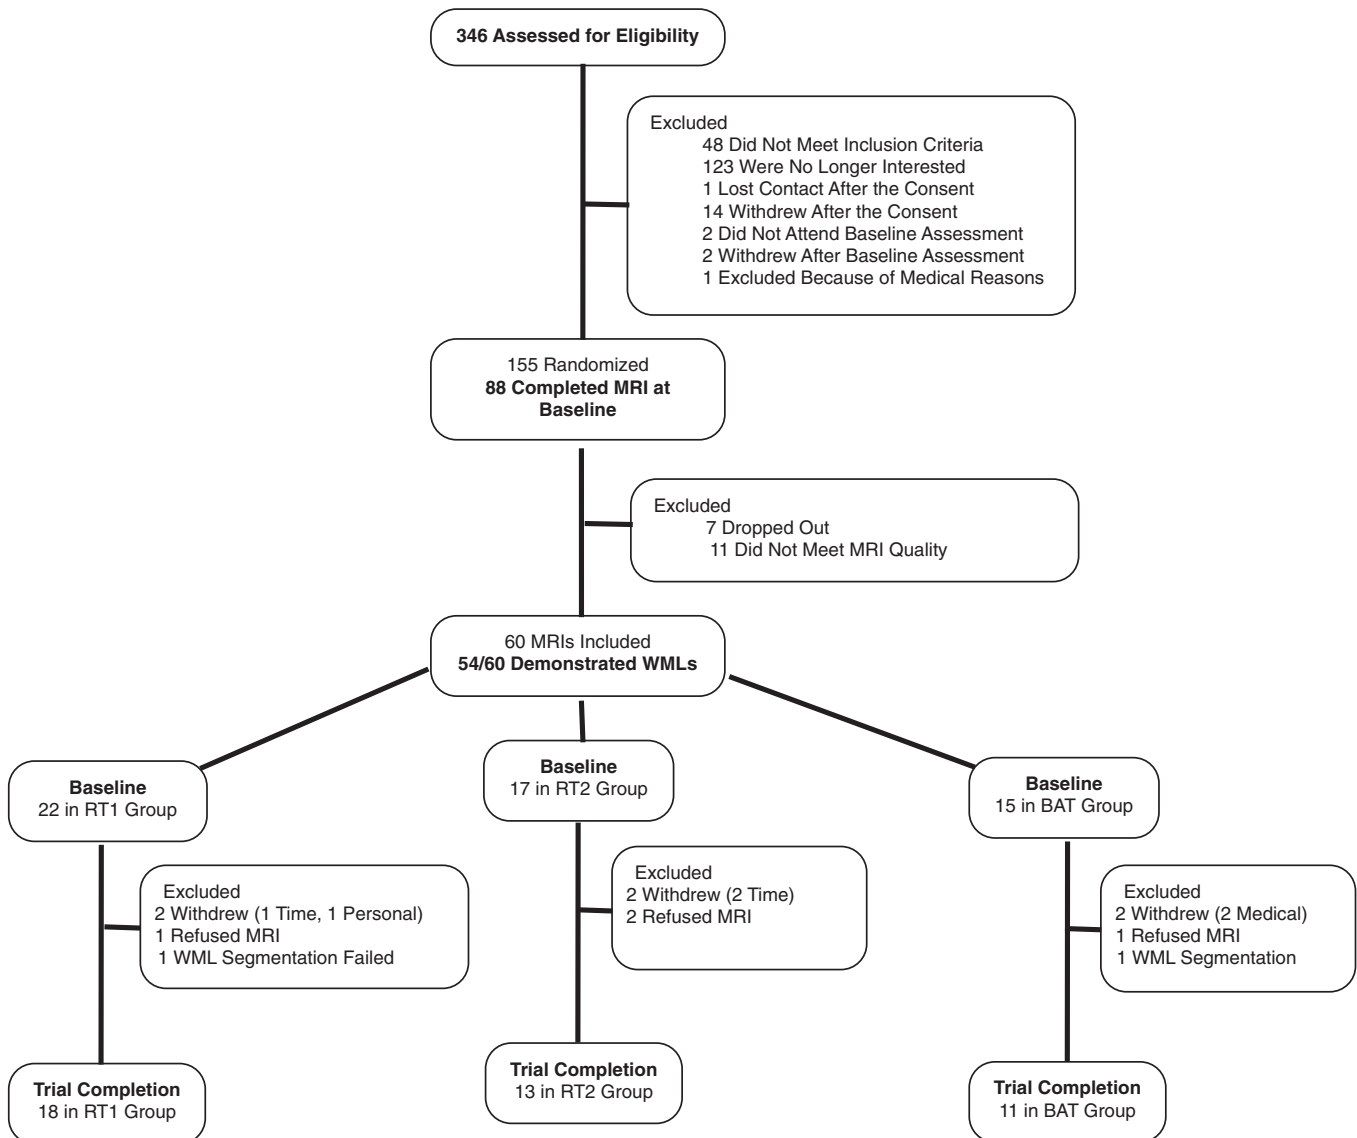 346 Assessed for Eligibility
Excluded
48 Did Not Meet Inclusion Criteria
123 Were No Longer Interested
1 Lost Contact After the Consent
14 Withdrew After the Consent
2 Did Not Attend Baseline Assessment
2 Withdrew After Baseline Assessment
1 Excluded Because of Medical Reasons
155 Randomized
88 Completed MRI at
Baseline
Excluded
7 Dropped Out
11 Did Not Meet MRI Quality
60 MRIs Included
54/60 Demonstrated WMLs
Baseline
22 in RT1 Group
Baseline
17 in RT2 Group
Baseline
15 in BAT Group
Excluded
2 Withdrew (1 Time, 1 Personal)
1 Refused MRI
1 WML Segmentation Failed
Excluded
2 Withdrew (2 Time)
2 Refused MRI
Excluded
2 Withdrew (2 Medical)
1 Refused MRI
1 WML Segmentation
Trial Completion
18 in RT1 Group
Trial Completion
13 in RT2 Group
Trial Completion
11 in BAT Group